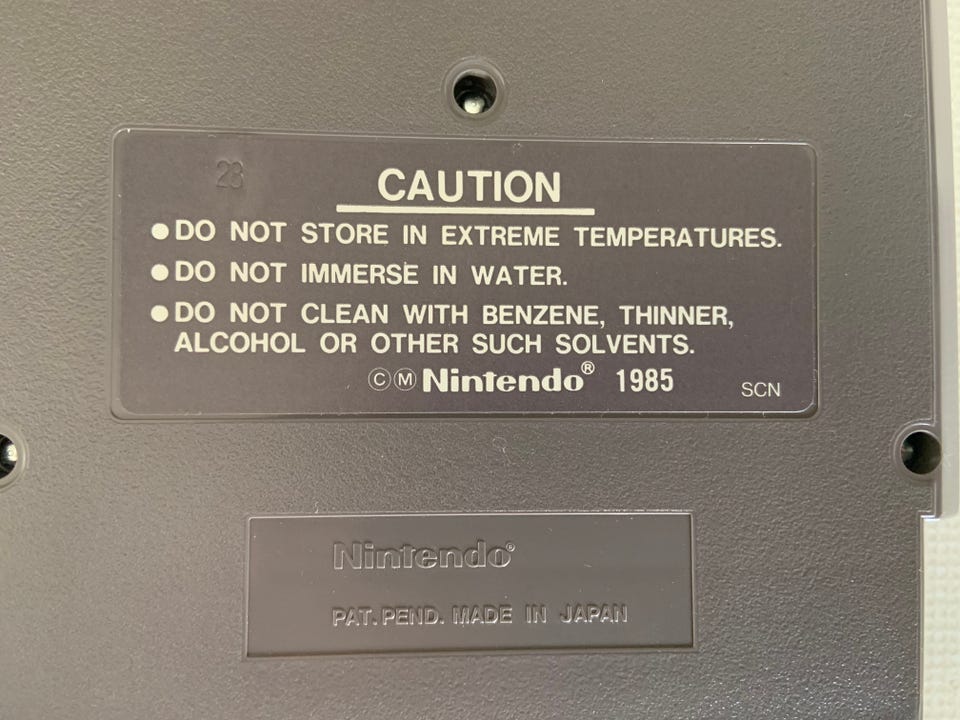 23
CAUTION
●DO NOT STORE IN EXTREME TEMPERATURES.
●DO NOT IMMERSE IN WATER.
●DO NOT CLEAN WITH BENZENE, THINNER,
ALCOHOL OR OTHER SUCH SOLVENTS.
ⒸⓂ Nintendo® 1985 SCN
Nintendo®
PAT. PEND. MADE IN JAPAN